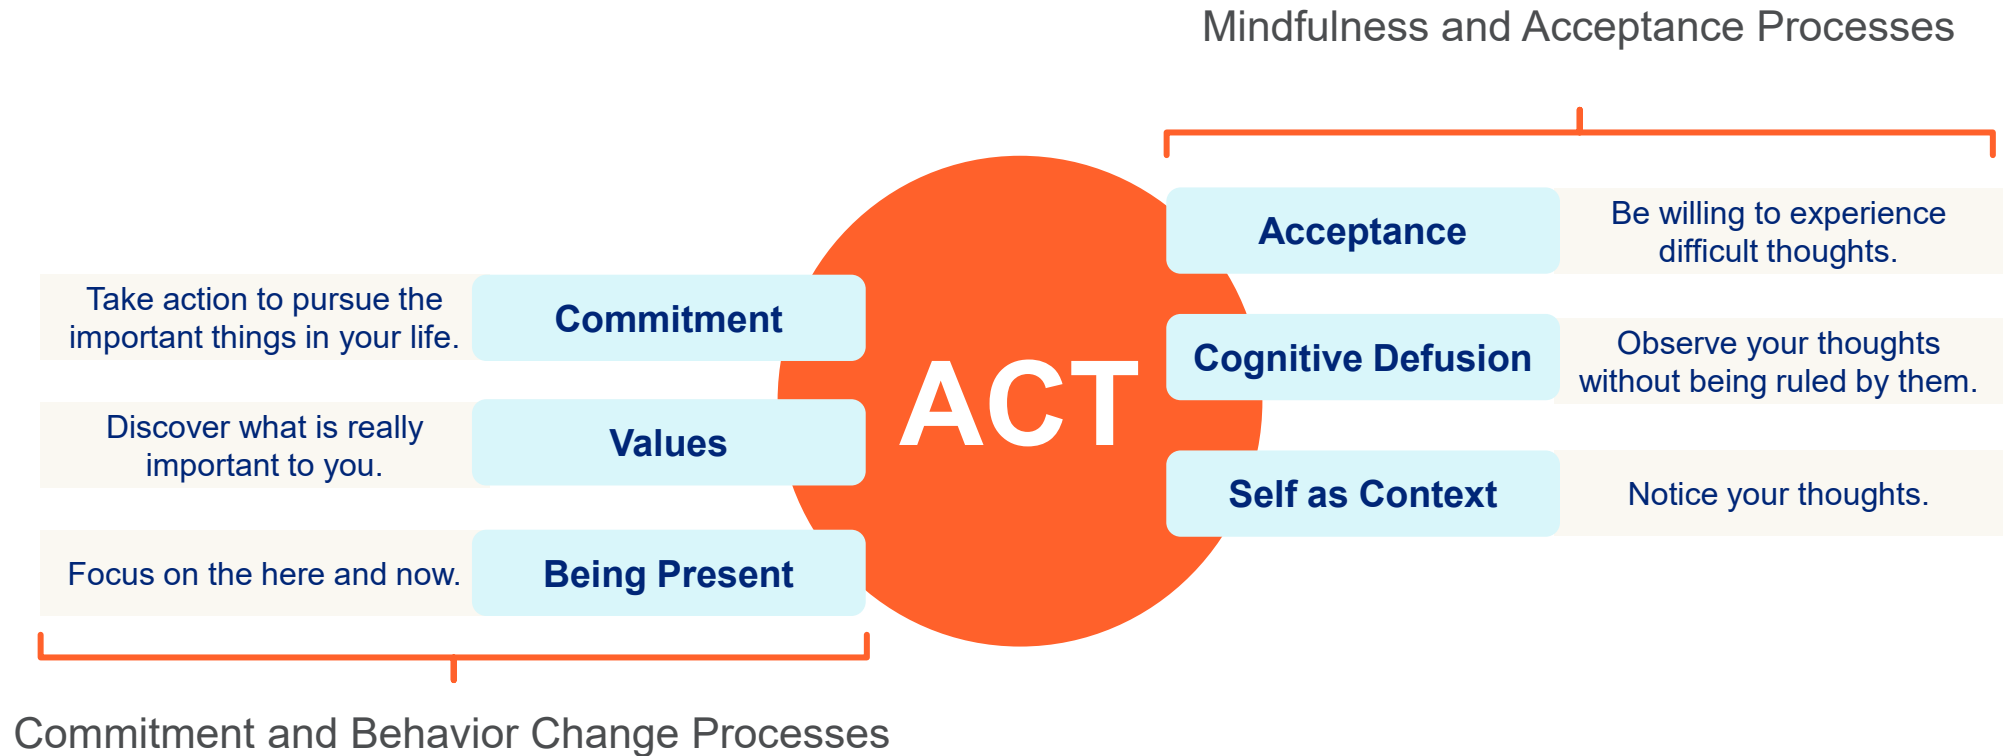 Mindfulness and Acceptance Processes
Acceptance
Be willing to experience
difficult thoughts.
Cognitive Defusion
Observe your thoughts
without being ruled by them.
Self as Context
Notice your thoughts.
ACT
Take action to pursue the
important things in your life.
Commitment
Discover what is really
important to you.
Values
Focus on the here and now.
Being Present
Commitment and Behavior Change Processes